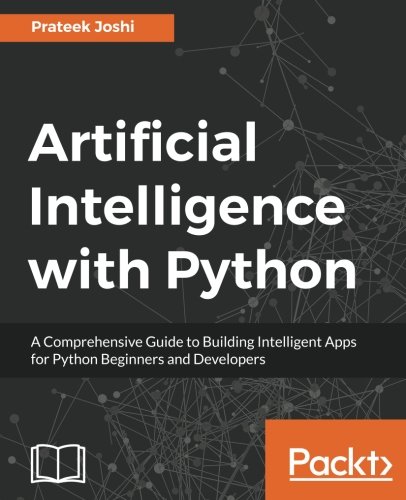 Prateek Joshi
Artificial
Intelligence
with Python
A Comprehensive Guide to Building Intelligent Apps
for Python Beginners and Developers
Packt>